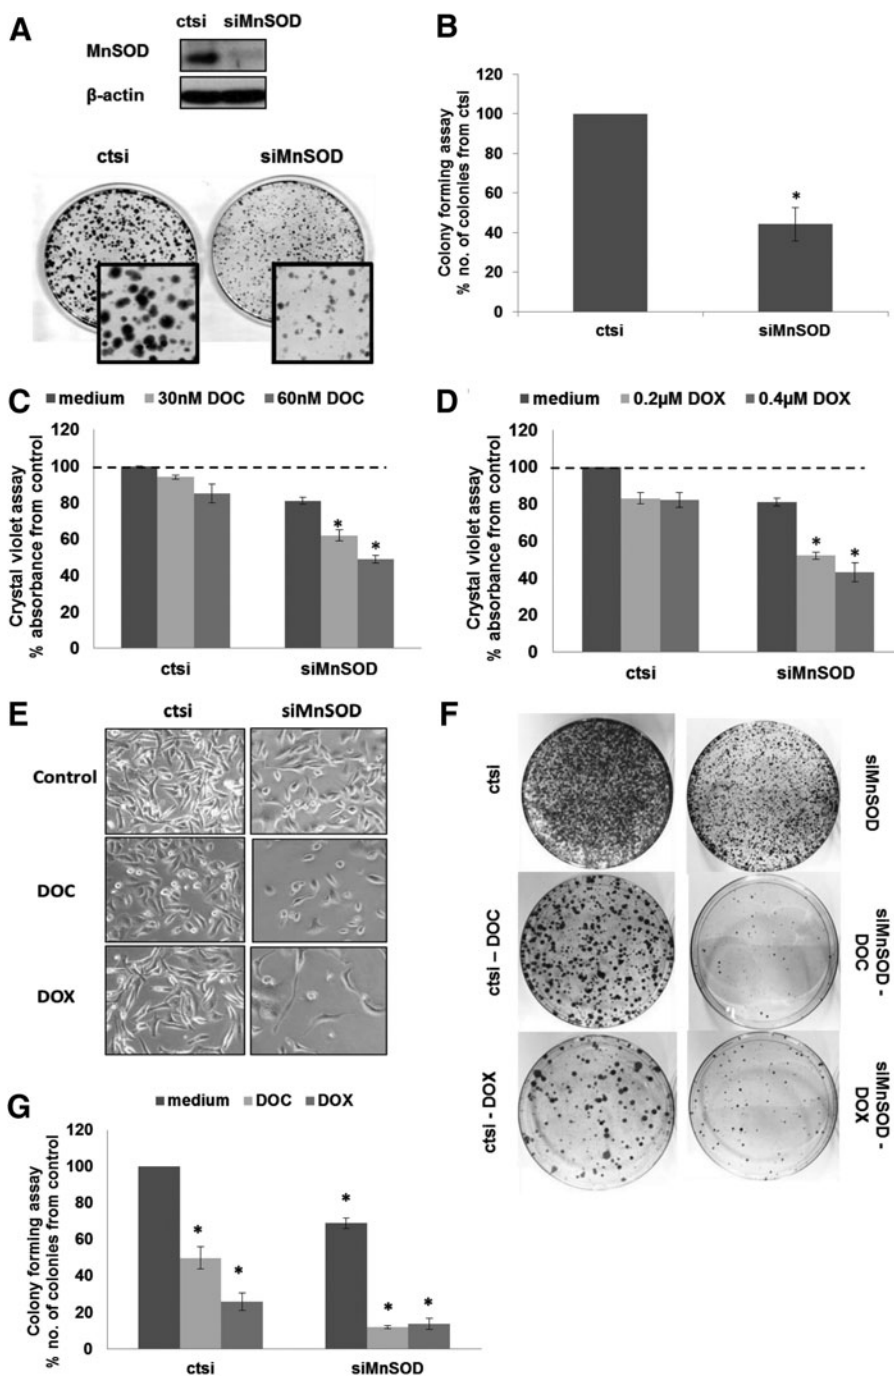 A
ctsi siMnSOD
MnSOD
β-actin
ctsi siMnSOD
B
Colony forming assay
% no. of colonies from ctsi
120
100
80
60
40
20
0
*
ctsi siMnSOD
C
medium 30nM DOC 60nM DOC
Crystal violet assay
% absorbance from control
120
100
80
60
40
20
0
* *
ctsi siMnSOD
D
medium 0.2µM DOX 0.4µM DOX
Crystal violet assay
% absorbance from control
120
100
80
60
40
20
0
* *
ctsi siMnSOD
E
ctsi siMnSOD
Control
DOC
DOX
F
ctsi
siMnSOD
ctsi – DOC
siMnSOD -
DOC
ctsi - DOX
siMnSOD -
DOX
G
medium DOC DOX
Colony forming assay
% no. of colonies from control
120
100
80
60
40
20
0
* * * * *
ctsi siMnSOD